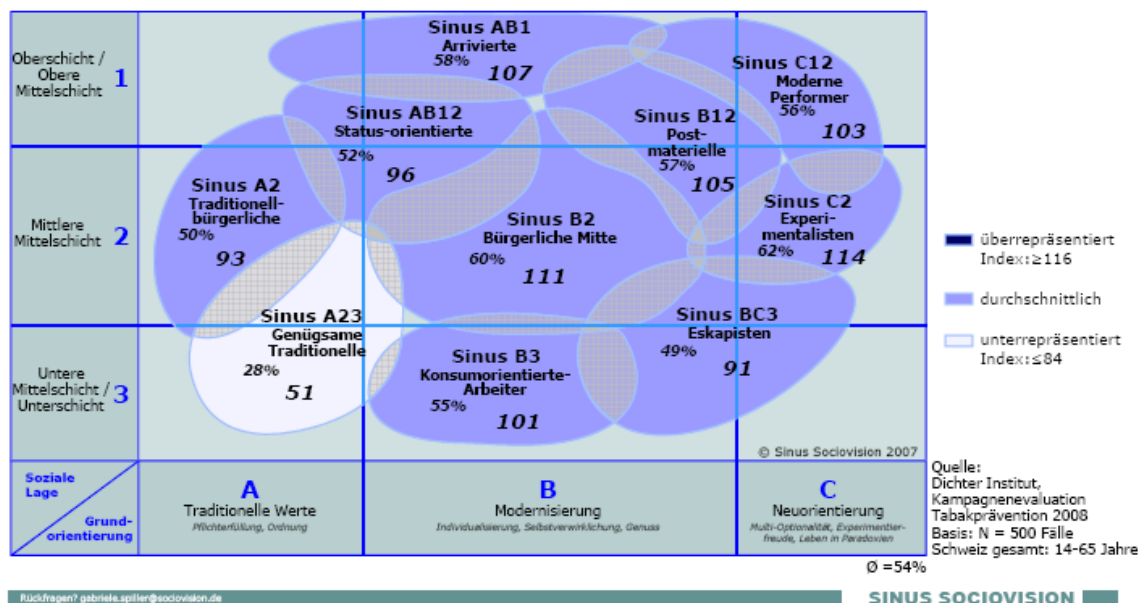 Oberschicht /
Obere
Mittelschicht
1
Mittlere
Mittelschicht
2
Untere
Mittelschicht /
Unterschicht
3
Sinus AB1
Arrivierte
58%
107
Sinus C12
Moderne
Performer
56%
103
Sinus AB12
Status-orientierte
52%
96
Sinus B12
Post-
materielle
57%
105
Sinus A2
Traditionell-
bürgerliche
50%
93
Sinus B2
Bürgerliche Mitte
60%
111
Sinus C2
Experi-
mentalisten
62%
114
Sinus A23
Genügsame
Traditionelle
28%
51
Sinus B3
Konsumorientierte-
Arbeiter
55%
101
Sinus BC3
Eskapisten
49%
91
© Sinus Sociovision 2007
überrepräsentiert
Index:≥116
durchschnittlich
unterrepräsentiert
Index:≤84
Soziale
Lage
Grund-
orientierung
A
Traditionelle Werte
Pflichterfüllung, Ordnung
B
Modernisierung
Individualisierung, Selbstverwirklichung, Genuss
C
Neuorientierung
Multi-Optionalität, Experimentier-
freude, Leben in Paradoxien
Quelle:
Dichter Institut,
Kampagnenevaluation
Tabakprävention 2008
Basis: N = 500 Fälle
Schweiz gesamt: 14-65 Jahre
Ø =54%
Rückfragen? gabriele.spiller@sociovision.de
SINUS SOCIOVISION